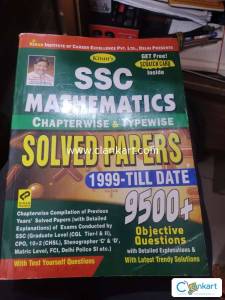 KIRAN INSTITUTE OF CAREER EXCELLENCE PVT. LTD., DELHI PRESENTS
Kiran's
GET Free!
SCRATCH CARD
Inside
SSC
MATHEMATICS
CHAPTERWISE & TYPEWISE
www.clankart.com
SOLVED PAPERS
1999-TILL DATE
9500+
Objective
Questions
with Detailed Explanations &
With Latest Trendy Solutions
Chapterwise Compilation of Previous
Years' Solved Papers (with Detailed
Explanations) of Exams Conducted by
SSC (Graduate Level (CGL Tier-I & II),
CPO, 10+2 (CHSL), Stenographer 'C' & 'D',
Matric Level, FCI, Delhi Police SI etc.)
With Test Yourself Questions
Clankart